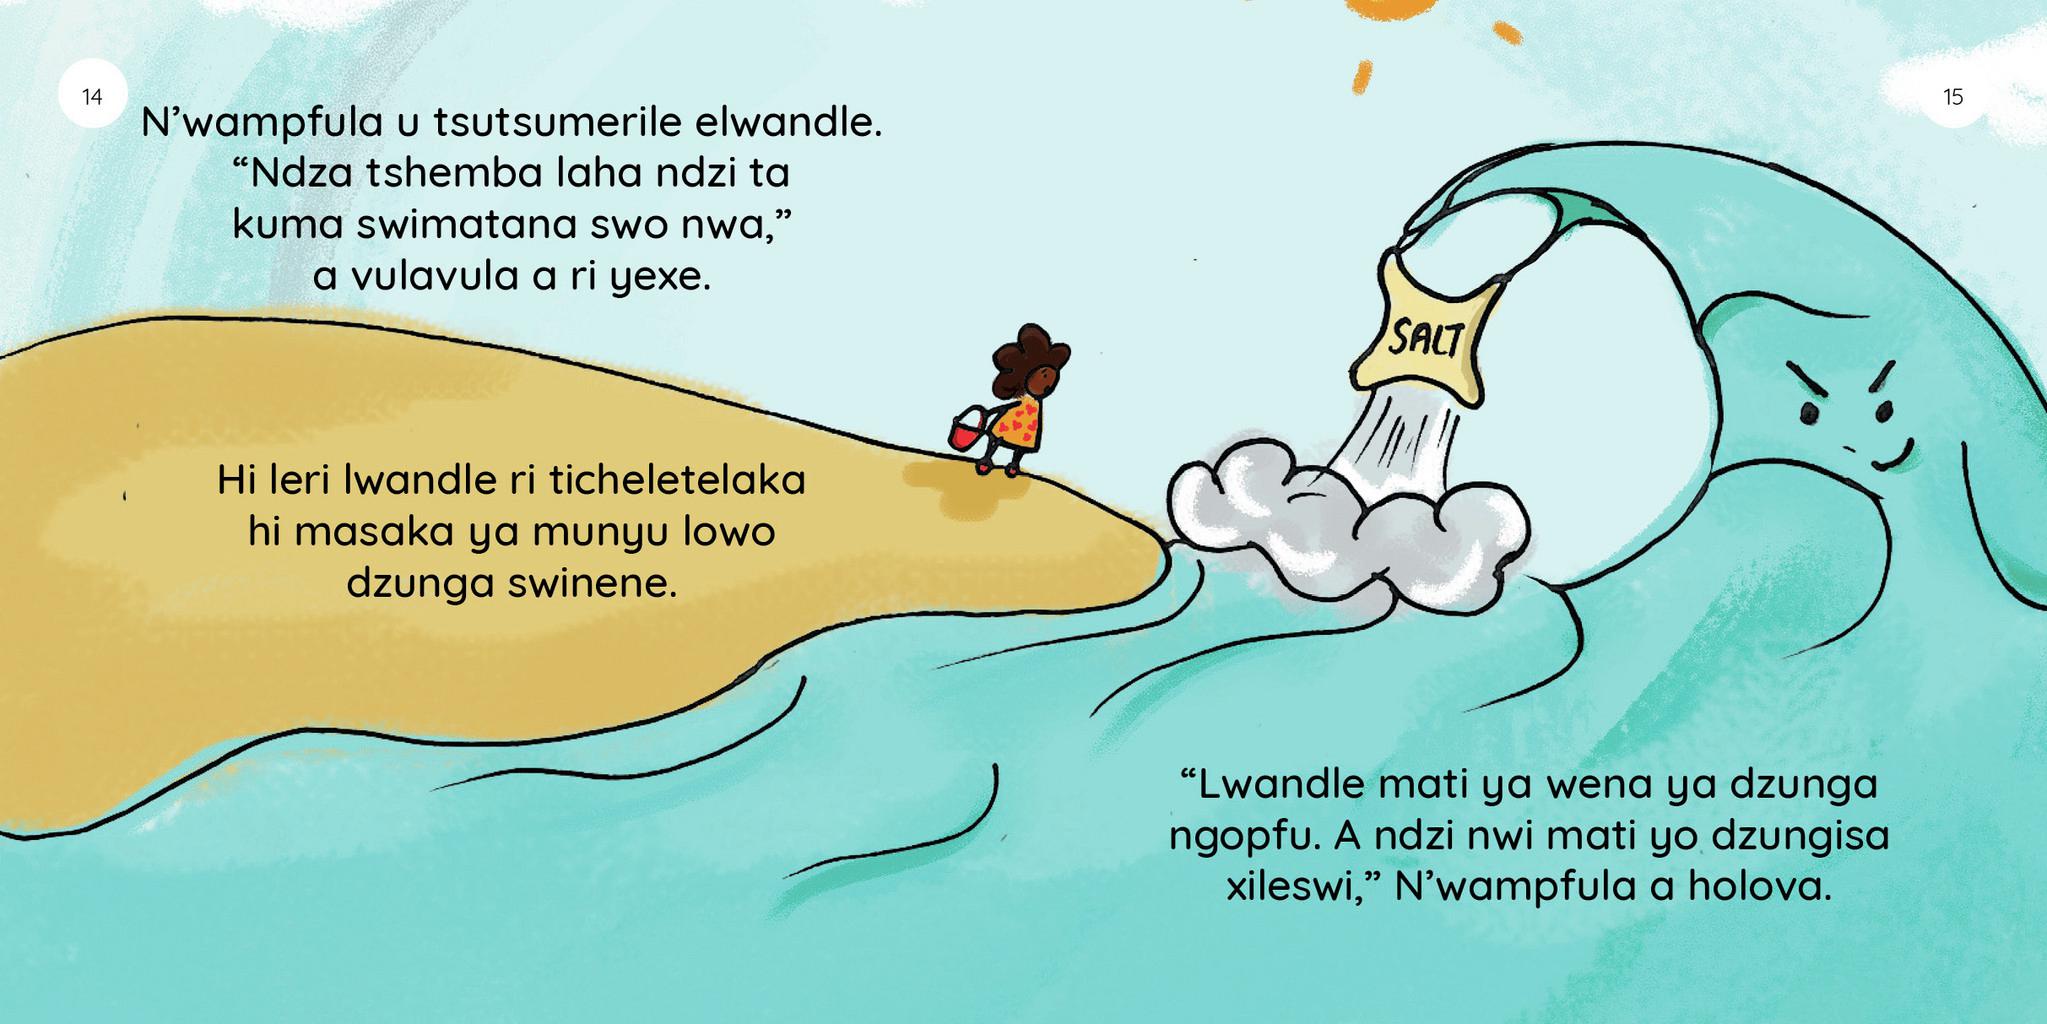 14
N’wampfula u tsutsumerile elwandle.
“Ndza tshemba laha ndzi ta
kuma swimatana swo nwa,”
a vulavula a ri yexe.
Hi leri lwandle ri ticheletelaka
hi masaka ya munyu lowo
dzunga swinene.
15
SALT
“Lwandle mati ya wena ya dzunga
ngopfu. A ndzi nwi mati yo dzungisa
xileswi,” N’wampfula a holova.